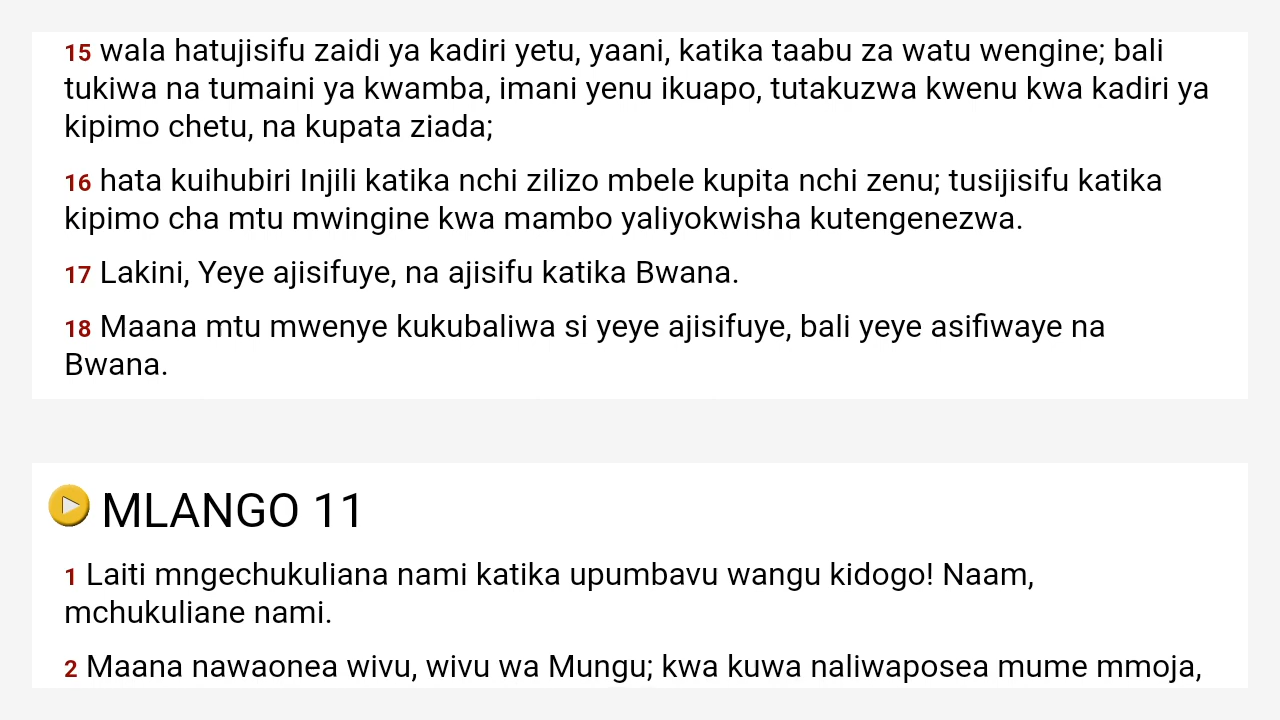 15 wala hatujisifu zaidi ya kadiri yetu, yaani, katika taabu za watu wengine; bali
tukiwa na tumaini ya kwamba, imani yenu ikuapo, tutakuzwa kwenu kwa kadiri ya
kipimo chetu, na kupata ziada;
16 hata kuihubiri Injili katika nchi zilizo mbele kupita nchi zenu; tusijisifu katika
kipimo cha mtu mwingine kwa mambo yaliyokwisha kutengenezwa.
17 Lakini, Yeye ajisifuye, na ajisifu katika Bwana.
18 Maana mtu mwenye kukubaliwa si yeye ajisifuye, bali yeye asifiwaye na
Bwana.
MLANGO 11
1 Laiti mngechukuliana nami katika upumbavu wangu kidogo! Naam,
mchukuliane nami.
2 Maana nawaonea wivu, wivu wa Mungu; kwa kuwa naliwaposea mume mmoja,